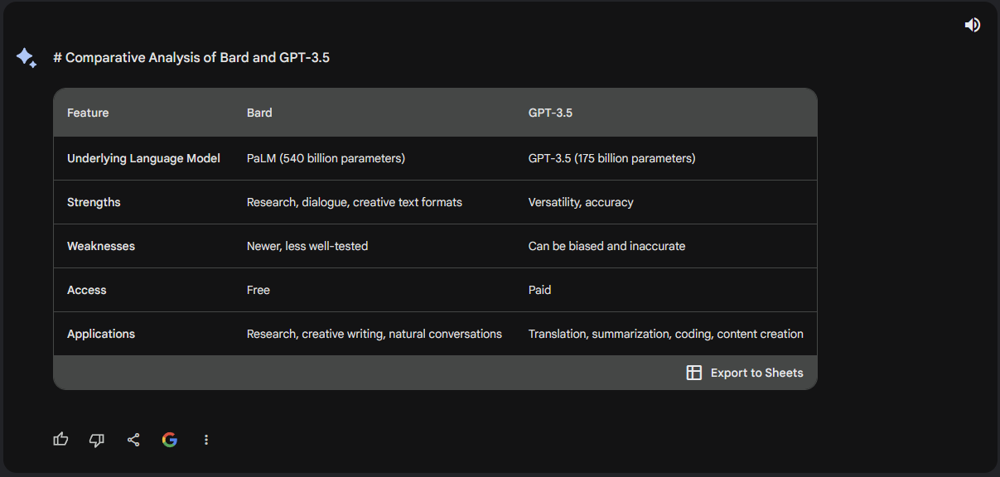 # Comparative Analysis of Bard and GPT-3.5
Feature Bard GPT-3.5
Underlying Language Model PaLM (540 billion parameters) GPT-3.5 (175 billion parameters)
Strengths Research, dialogue, creative text formats Versatility, accuracy
Weaknesses Newer, less well-tested Can be biased and inaccurate
Access Free Paid
Applications Research, creative writing, natural conversations Translation, summarization, coding, content creation
Export to Sheets